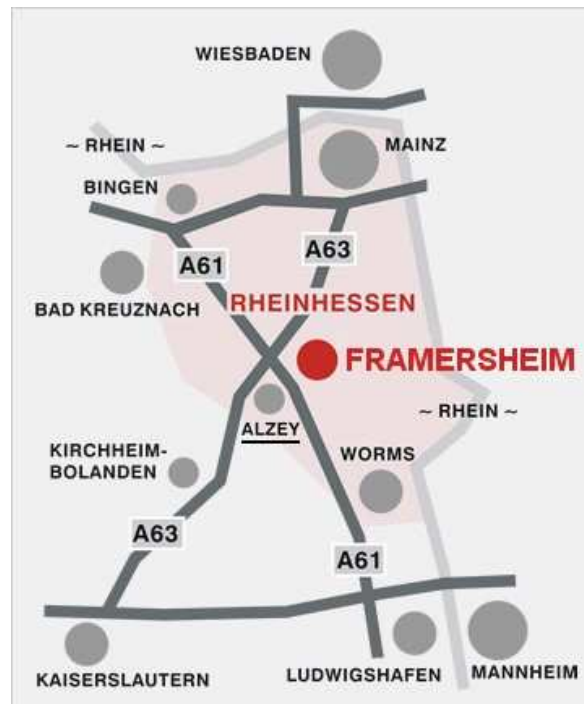 WIESBADEN
~ RHEIN ~
MAINZ
BINGEN
A61
A63
BAD KREUZNACH
RHEINHESSEN
FRAMERSHEIM
~ RHEIN ~
ALZEY
KIRCHHEIM-
BOLANDEN
WORMS
A63
A61
KAISERSLAUTERN
LUDWIGSHAFEN
MANNHEIM